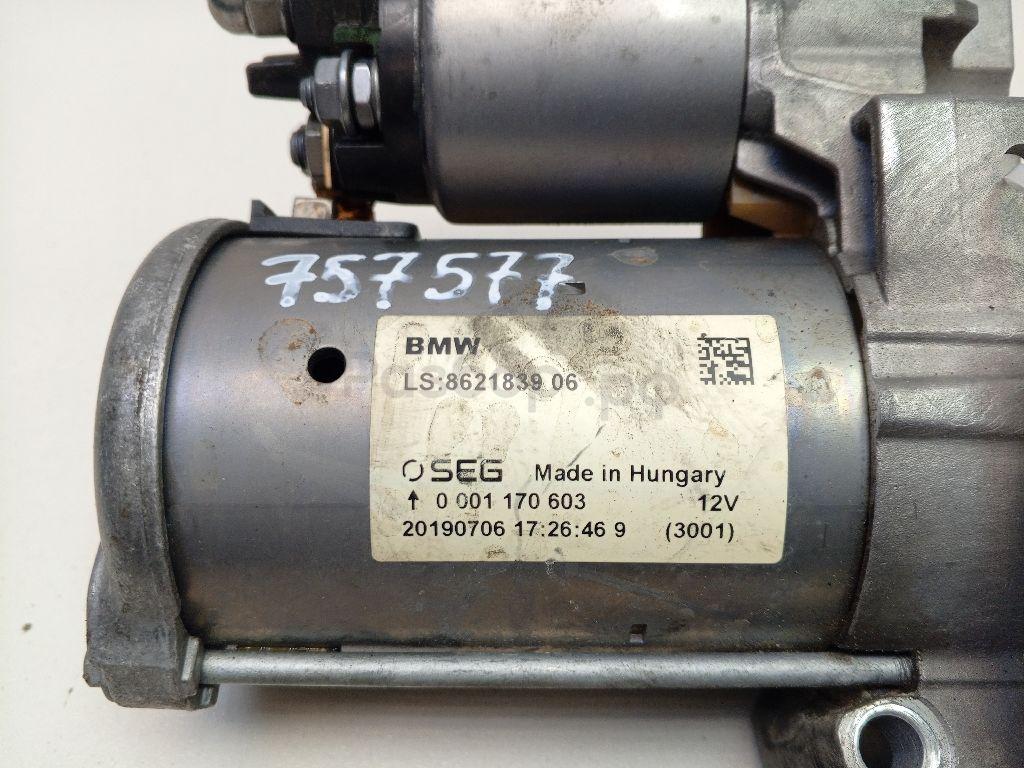 757577
BMW
LS:8621839 06
SEG Made in Hungary
↑ 0 001 170 603 12V
20190706 17:26:46 9 (3001)